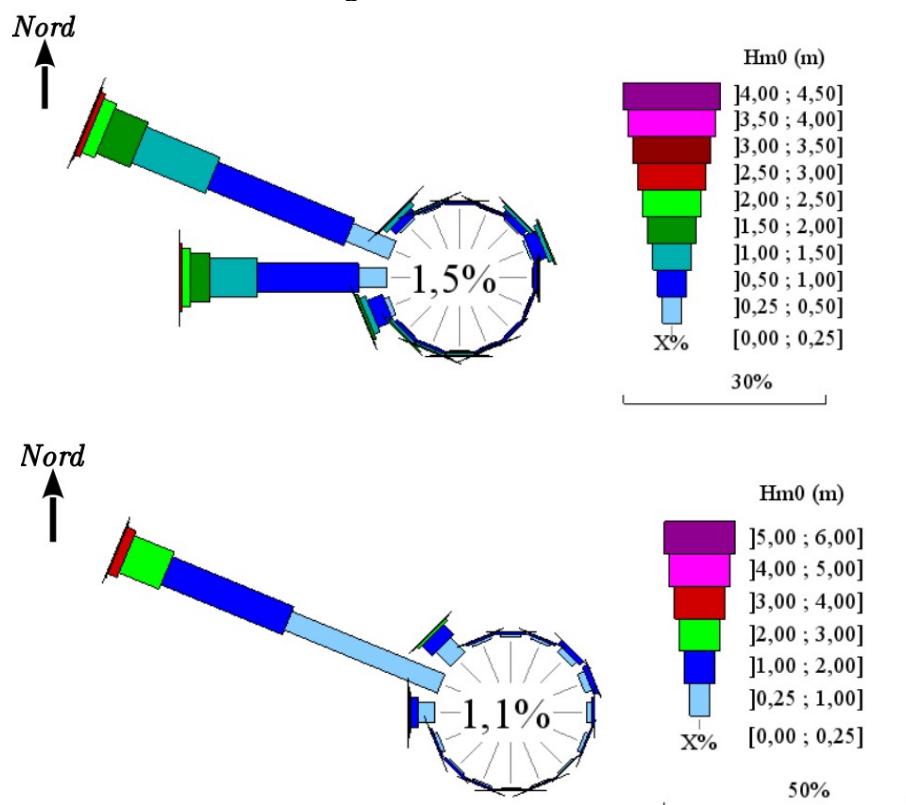 Nord
Hm0 (m)
]4,00 ; 4,50]
]3,50 ; 4,00]
]3,00 ; 3,50]
]2,50 ; 3,00]
]2,00 ; 2,50]
]1,50 ; 2,00]
]1,00 ; 1,50]
]0,50 ; 1,00]
]0,25 ; 0,50]
[0,00 ; 0,25]
X%
1,5%
30%
Nord
Hm0 (m)
]5,00 ; 6,00]
]4,00 ; 5,00]
]3,00 ; 4,00]
]2,00 ; 3,00]
]1,00 ; 2,00]
]0,25 ; 1,00]
[0,00 ; 0,25]
X%
1,1%
50%